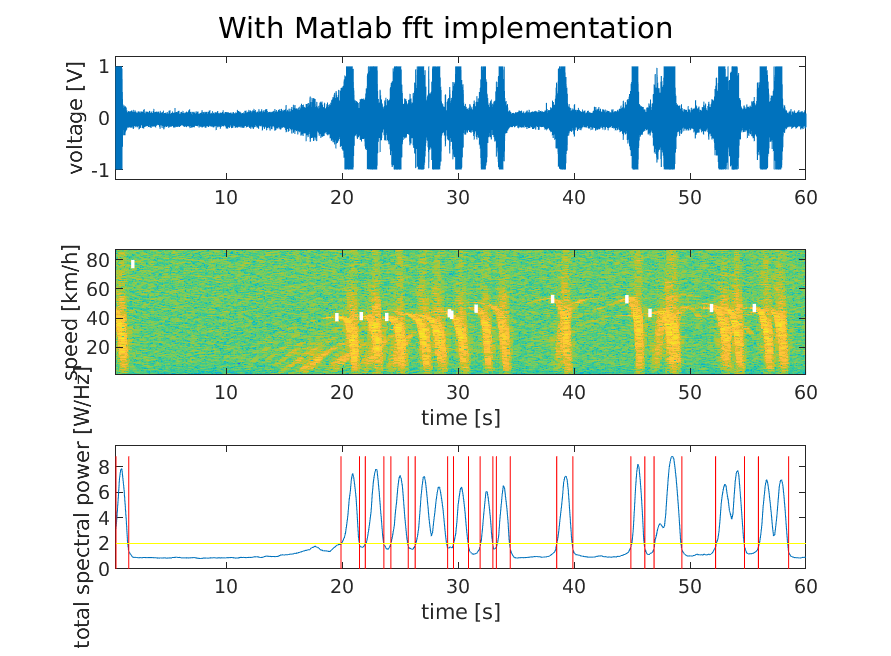 With Matlab fft implementation
voltage [V]
1
0
-1
10 20 30 40 50 60
speed [km/h]
80
60
40
20
10 20 30 40 50 60
time [s]
total spectral power [W/Hz]
8
6
4
2
0
10 20 30 40 50 60
time [s]